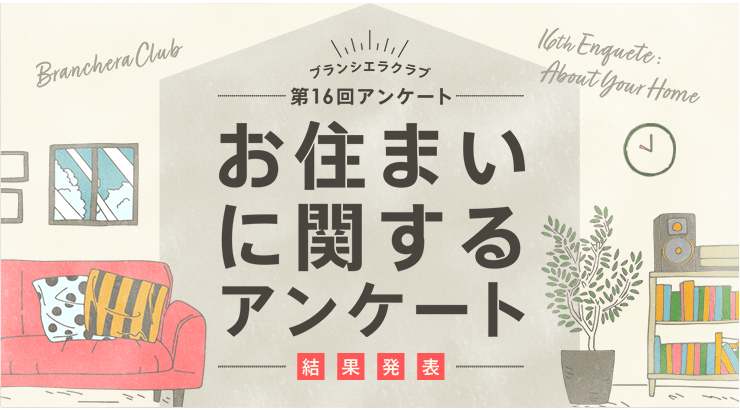 Branchera Club
16th Enquete:
About Your Home
ブランシエラクラブ
第16回アンケート
お住まい
に関する
アンケート
結果発表